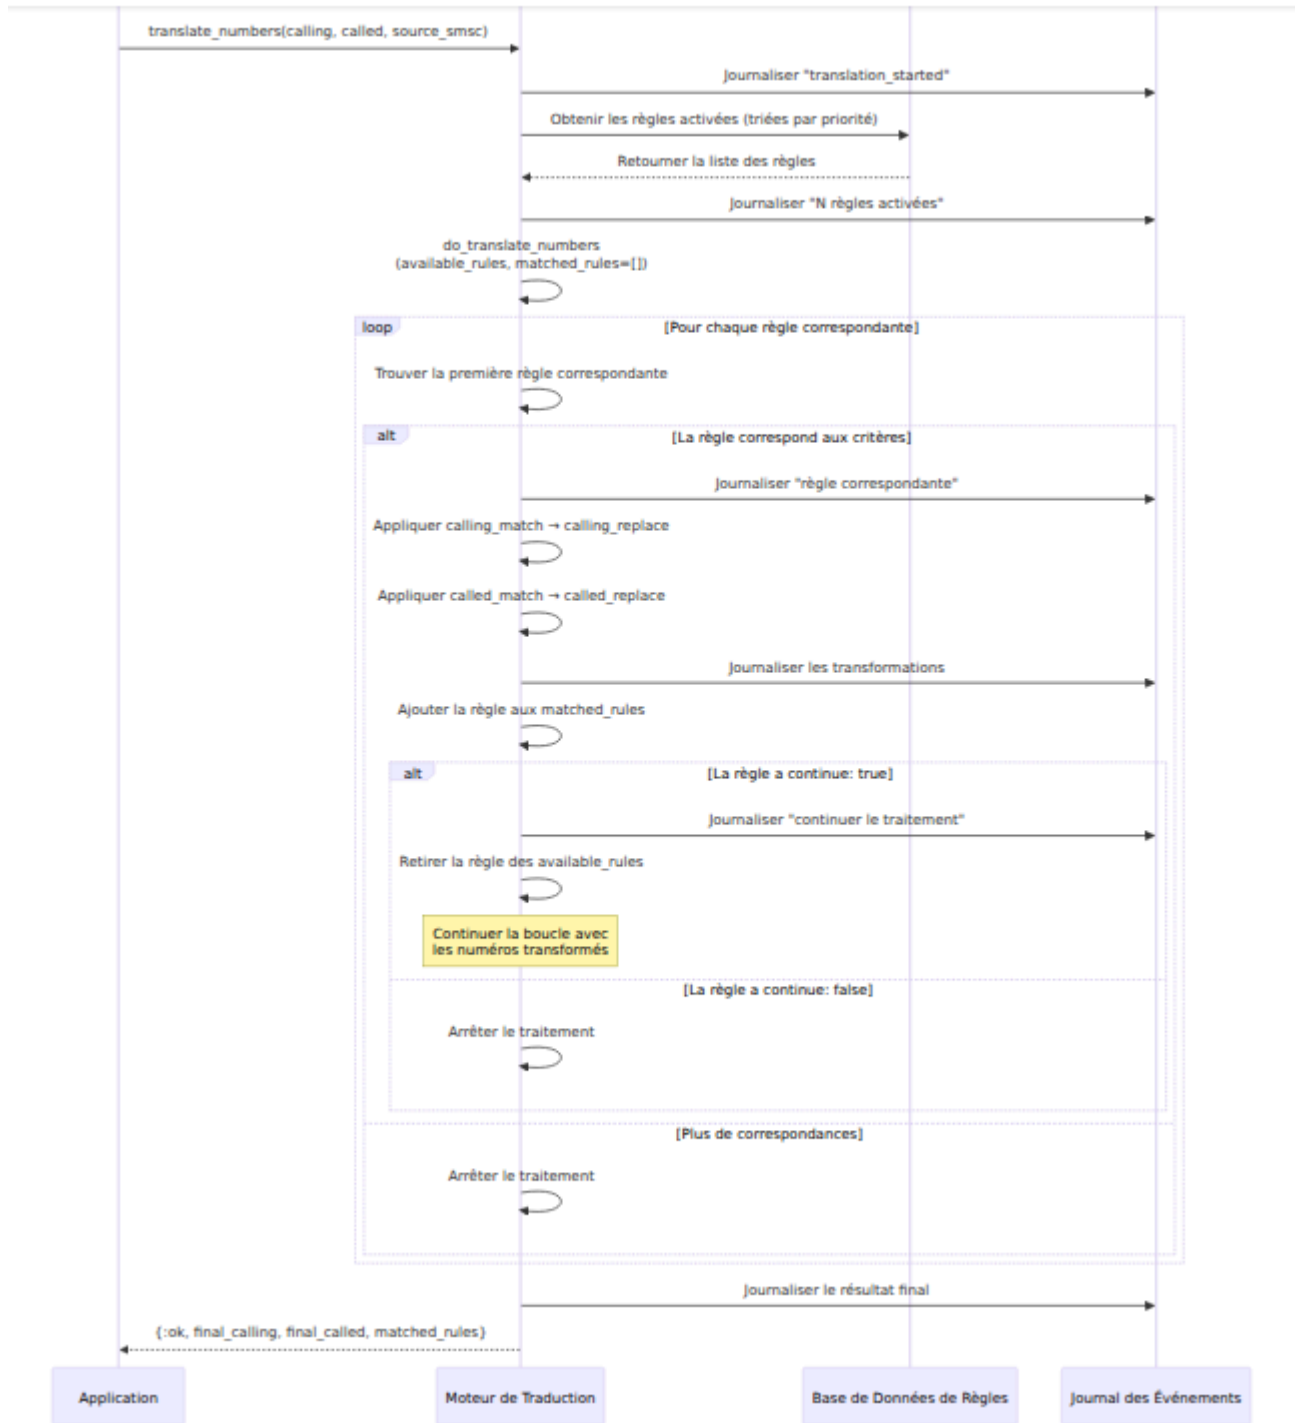 translate_numbers(calling, called, source_smsc)
Journaliser "translation_started"
Obtenir les règles activées (triées par priorité)
Retourner la liste des règles
Journaliser "N règles activées"
do_translate_numbers
(available_rules, matched_rules=[])
loop
[Pour chaque règle correspondante]
Trouver la première règle correspondante
alt
[La règle correspond aux critères]
Journaliser "règle correspondante"
Appliquer calling_match → calling_replace
Appliquer called_match → called_replace
Journaliser les transformations
Ajouter la règle aux matched_rules
alt
[La règle a continue: true]
Journaliser "continuer le traitement"
Retirer la règle des available_rules
Continuer la boucle avec
les numéros transformés
[La règle a continue: false]
Arrêter le traitement
[Plus de correspondances]
Arrêter le traitement
Journaliser le résultat final
{:ok, final_calling, final_called, matched_rules}
Application
Moteur de Traduction
Base de Données de Règles
Journal des Événements